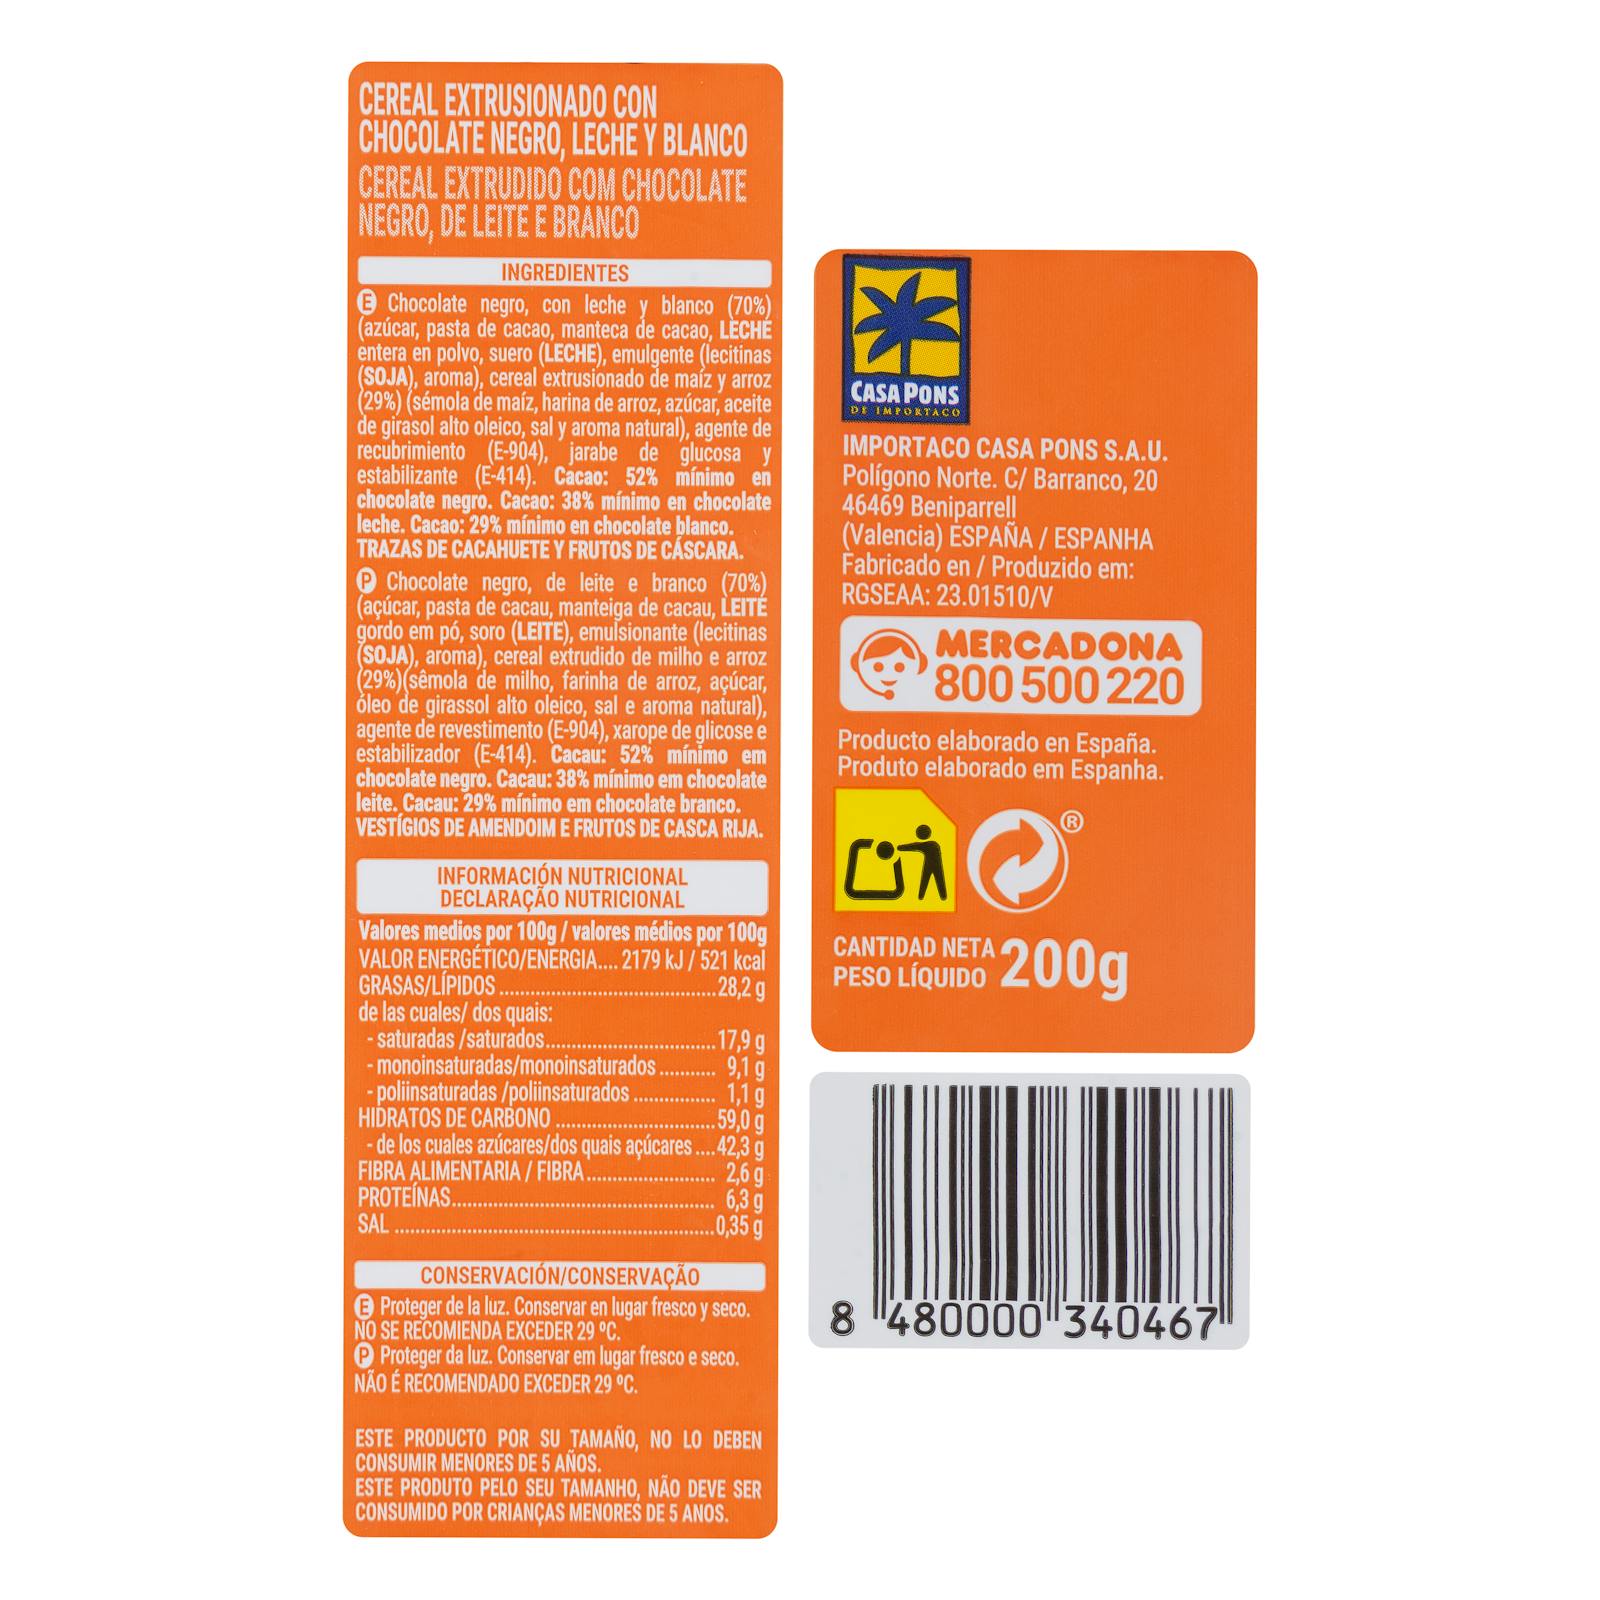 CEREAL EXTRUSIONADO CON
CHOCOLATE NEGRO, LECHE Y BLANCO
CEREAL EXTRUDIDO COM CHOCOLATE
NEGRO, DE LEITE E BRANCO
INGREDIENTES
E Chocolate negro, con leche y blanco (70%)
(azúcar, pasta de cacao, manteca de cacao, LECHE
entera en polvo, suero (LECHE), emulgente (lecitinas
(SOJA), aroma), cereal extrusionado de maíz y arroz
(29%) (sémola de maíz, harina de arroz, azúcar, aceite
de girasol alto oleico, sal y aroma natural), agente de
recubrimiento (E-904), jarabe de glucosa y
estabilizante (E-414). Cacao: 52% mínimo en
chocolate negro. Cacao: 38% mínimo en chocolate
leche. Cacao: 29% mínimo en chocolate blanco.
TRAZAS DE CACAHUETE Y FRUTOS DE CÁSCARA.
P Chocolate negro, de leite e branco (70%)
(açúcar, pasta de cacau, manteiga de cacau, LEITE
gordo em pó, soro (LEITE), emulsionante (lecitinas
(SOJA), aroma), cereal extrudido de milho e arroz
(29%)(sêmola de milho, farinha de arroz, açúcar,
óleo de girassol alto oleico, sal e aroma natural),
agente de revestimento (E-904), xarope de glicose e
estabilizador (E-414). Cacau: 52% mínimo em
chocolate negro. Cacau: 38% mínimo em chocolate
leite. Cacau: 29% mínimo em chocolate branco.
VESTÍGIOS DE AMENDOIM E FRUTOS DE CASCA RIJA.
INFORMACIÓN NUTRICIONAL
DECLARAÇÃO NUTRICIONAL
Valores medios por 100g / valores médios por 100g
VALOR ENERGÉTICO/ENERGIA.... 2179 kJ / 521 kcal
GRASAS/LÍPIDOS ........ 28,2 g
de las cuales/ dos quais:
- saturadas /saturados........ 17,9 g
- monoinsaturadas/monoinsaturados ........ 9,1 g
- poliinsaturadas /poliinsaturados ........ 1,1 g
HIDRATOS DE CARBONO ........ 59,0 g
- de los cuales azúcares/dos quais açúcares ....42,3 g
FIBRA ALIMENTARIA / FIBRA ........ 2,6 g
PROTEÍNAS........ 6,3 g
SAL ........ 0,35 g
CONSERVACIÓN/CONSERVAÇÃO
E Proteger de la luz. Conservar en lugar fresco y seco.
NO SE RECOMIENDA EXCEDER 29 ºC.
P Proteger da luz. Conservar em lugar fresco e seco.
NÃO É RECOMENDADO EXCEDER 29 ºC.
ESTE PRODUCTO POR SU TAMAÑO, NO LO DEBEN
CONSUMIR MENORES DE 5 AÑOS.
ESTE PRODUTO PELO SEU TAMANHO, NÃO DEVE SER
CONSUMIDO POR CRIANÇAS MENORES DE 5 ANOS.
CASA PONS
DE IMPORTACO
IMPORTACO CASA PONS S.A.U.
Polígono Norte. C/ Barranco, 20
46469 Beniparrell
(Valencia) ESPAÑA / ESPANHA
Fabricado en / Produzido em:
RGSEAA: 23.01510/V
MERCADONA
800 500 220
Producto elaborado en España.
Produto elaborado em Espanha.
®
CANTIDAD NETA
PESO LÍQUIDO 200g
8 480000 340467